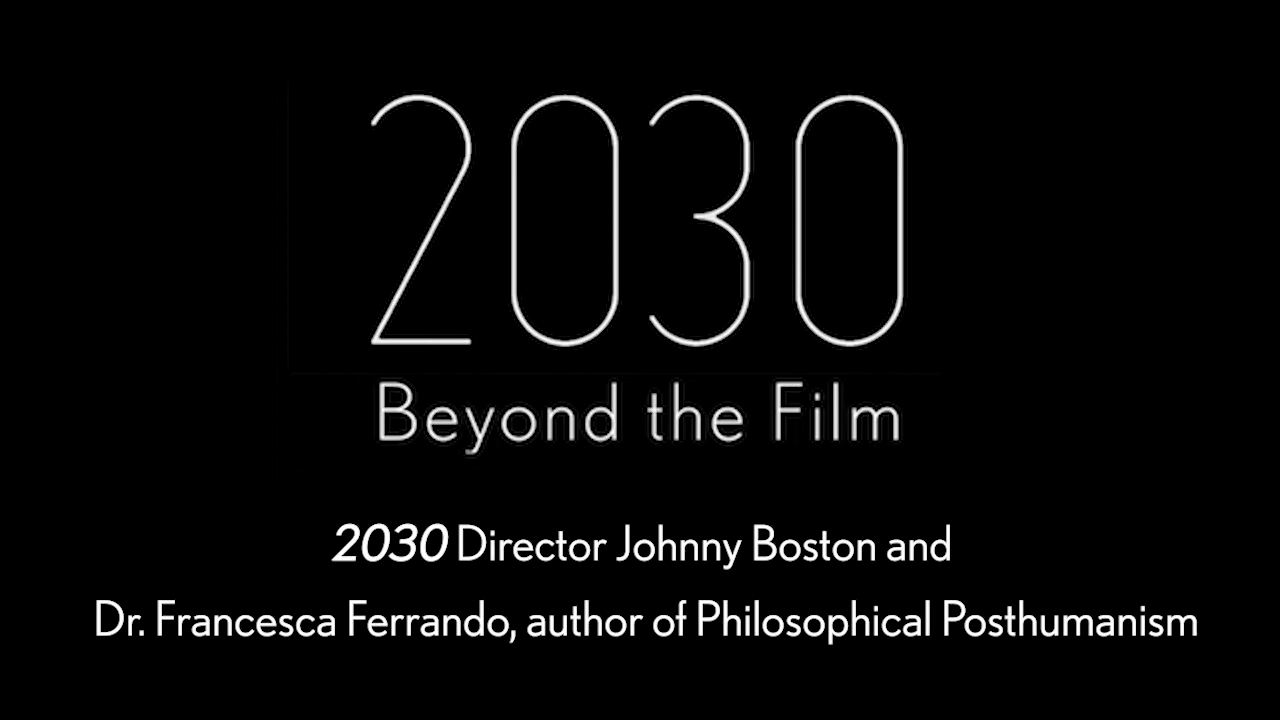 2030
Beyond the Film
2030 Director Johnny Boston and
Dr. Francesca Ferrando, author of Philosophical Posthumanism